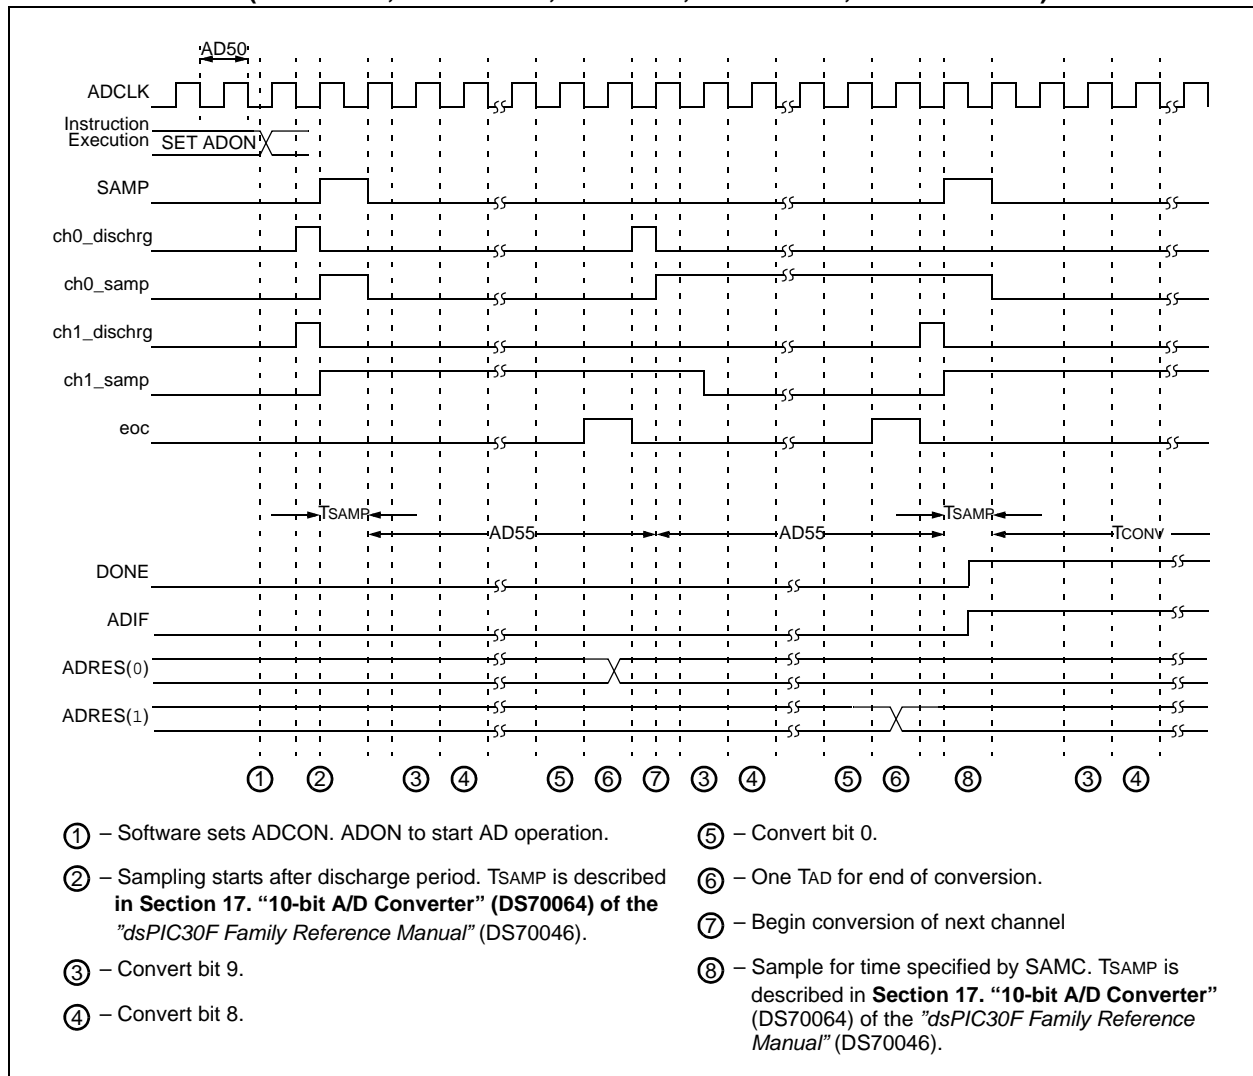 AD50
ADCLK
Instruction
Execution SET ADON
SAMP
ch0_dischrg
ch0_samp
ch1_dischrg
ch1_samp
eoc
TSAMP TSAMP
AD55 AD55 TCONV
DONE
ADIF
ADRES(0)
ADRES(1)
1 2 3 4 5 6 7 3 4 5 6 8 3 4
1 – Software sets ADCON. ADON to start AD operation.
2 – Sampling starts after discharge period. TSAMP is described
in Section 17. “10-bit A/D Converter” (DS70064) of the
"dsPIC30F Family Reference Manual” (DS70046).
3 – Convert bit 9.
4 – Convert bit 8.
5 – Convert bit 0.
6 – One TAD for end of conversion.
7 – Begin conversion of next channel
8 – Sample for time specified by SAMC. TSAMP is
described in Section 17. “10-bit A/D Converter”
(DS70064) of the ”dsPIC30F Family Reference
Manual” (DS70046).